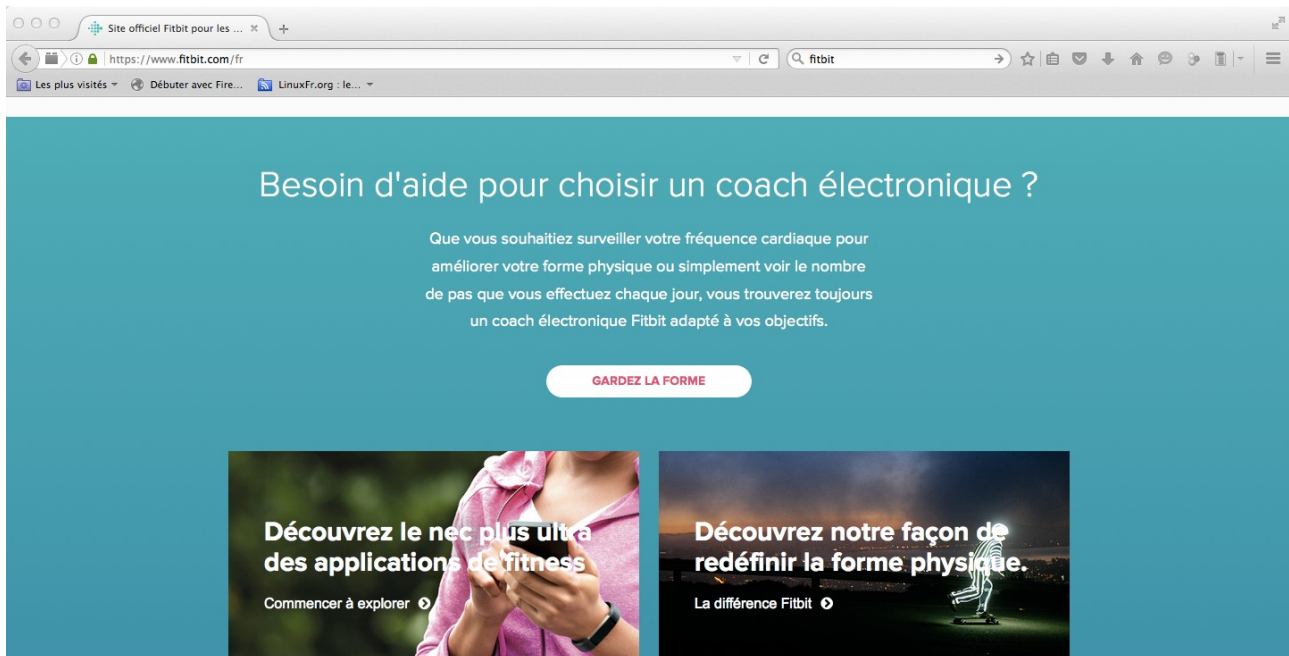 Site officiel Fitbit pour les ...
https://www.fitbit.com/fr
fitbit
Les plus visités
Débuter avec Fire...
LinuxFr.org : le...
Besoin d'aide pour choisir un coach électronique ?
Que vous souhaitiez surveiller votre fréquence cardiaque pour
améliorer votre forme physique ou simplement voir le nombre
de pas que vous effectuez chaque jour, vous trouverez toujours
un coach électronique Fitbit adapté à vos objectifs.
GARDEZ LA FORME
Découvrez le nec plus ultra
des applications de fitness
Commencer à explorer
Découvrez notre façon de
redéfinir la forme physique.
La différence Fitbit